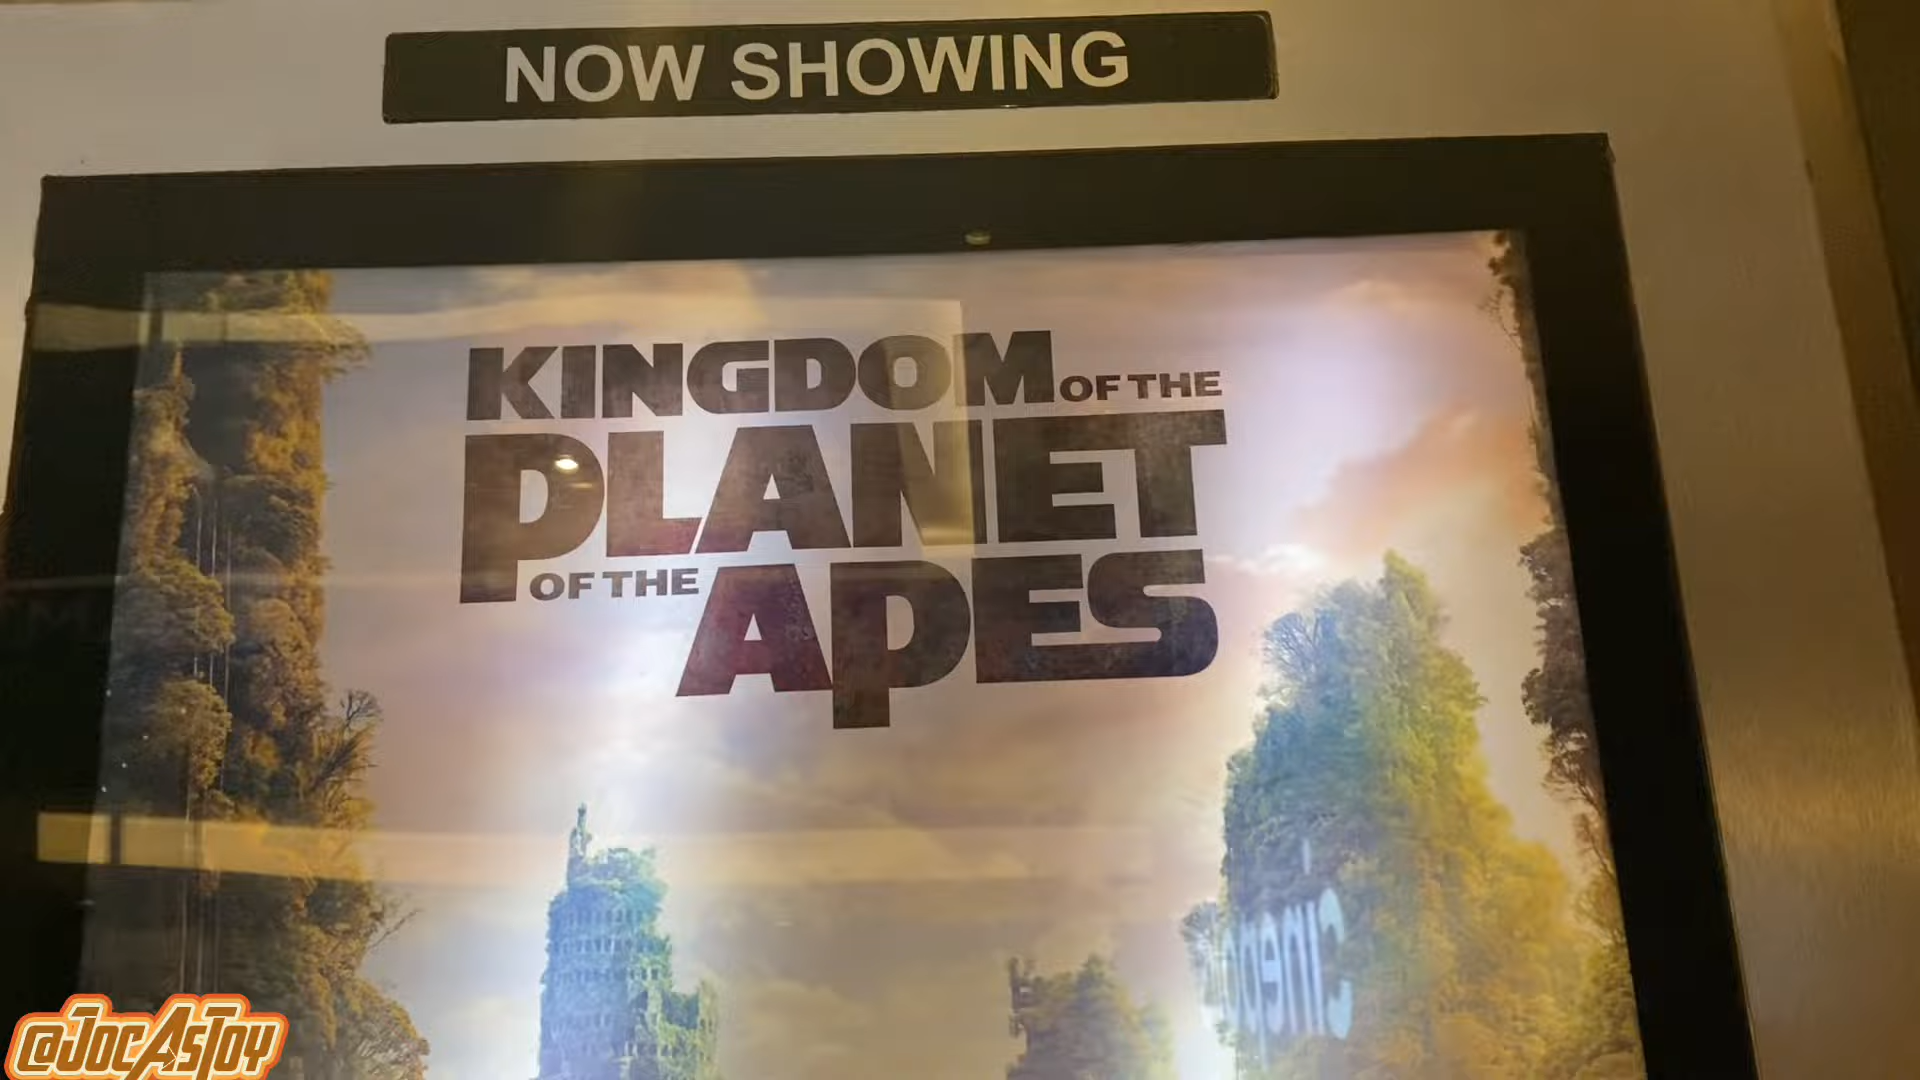 NOW SHOWING
KINGDOM OF THE
PLANET
OF THE APES
@JOCASTOY